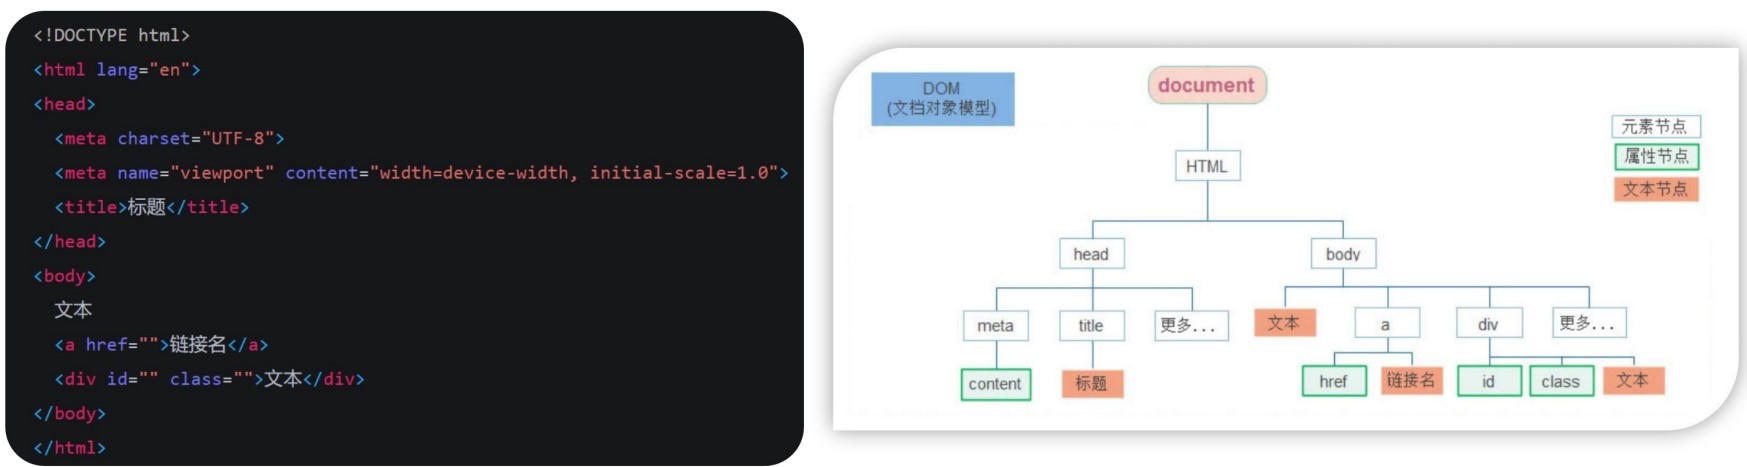 <!DOCTYPE html>
<html lang="en">
<head>
<meta charset="UTF-8">
<meta name="viewport" content="width=device-width, initial-scale=1.0">
<title>标题</title>
</head>
<body>
文本
<a href="">链接名</a>
<div id="" class="">文本</div>
</body>
</html>
DOM
(文档对象模型)
document
元素节点
属性节点
文本节点
HTML
head body
meta title 更多... 文本 a div 更多...
content 标题 href 链接名 id class 文本